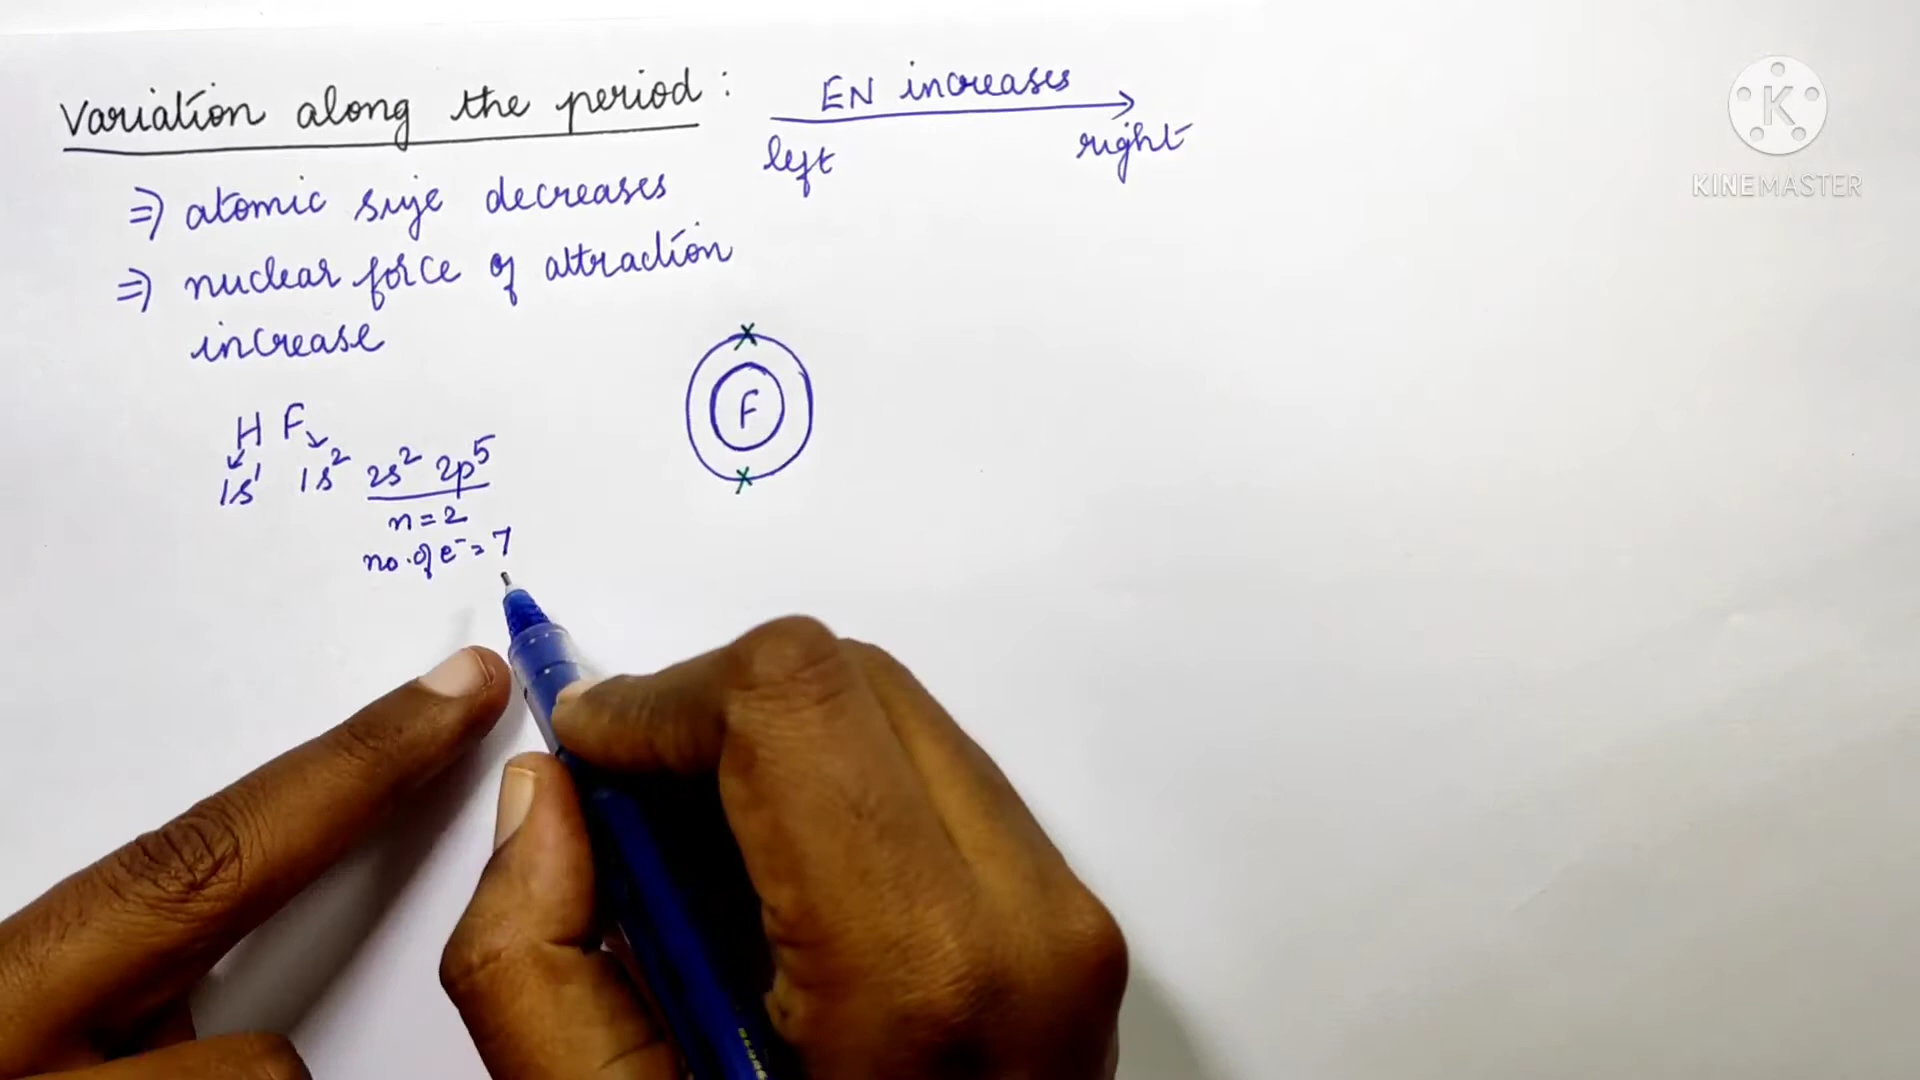 Variation along the period :
EN increases
left right
⇒ atomic size decreases
⇒ nuclear force of attraction
increase
H F
1s¹ 1s² 2s² 2p⁵
n = 2
no. of e⁻ = 7
F
K
KINEMASTER